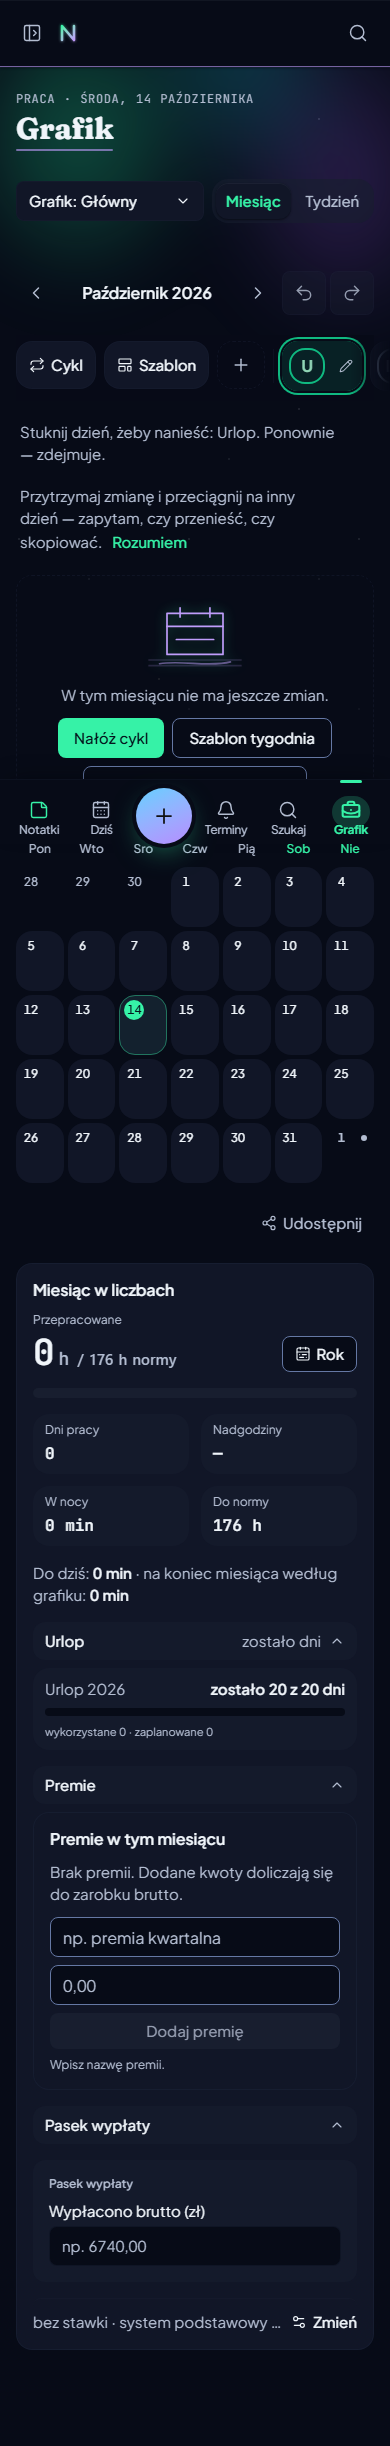 N
PRACA · ŚRODA, 14 PAŹDZIERNIKA
Grafik
Grafik: Główny
Miesiąc
Tydzień
Październik 2026
Cykl
Szablon
U
Stuknij dzień, żeby nanieść: Urlop. Ponownie
— zdejmuje.
Przytrzymaj zmianę i przeciągnij na inny
dzień — zapytam, czy przenieść, czy
skopiować. Rozumiem
W tym miesiącu nie ma jeszcze zmian.
Nałóż cykl
Szablon tygodnia
Notatki Dziś Terminy Szukaj Grafik
Pon Wto Śro Czw Pią Sob Nie
28 29 30 1 2 3 4
5 6 7 8 9 10 11
12 13 14 15 16 17 18
19 20 21 22 23 24 25
26 27 28 29 30 31 1
Udostępnij
Miesiąc w liczbach
Przepracowane
0 h / 176 h normy
Rok
Dni pracy
0
Nadgodziny
—
W nocy
0 min
Do normy
176 h
Do dziś: 0 min · na koniec miesiąca według
grafiku: 0 min
Urlop
zostało dni
Urlop 2026
zostało 20 z 20 dni
wykorzystane 0 · zaplanowane 0
Premie
Premie w tym miesiącu
Brak premii. Dodane kwoty doliczają się
do zarobku brutto.
np. premia kwartalna
0,00
Dodaj premię
Wpisz nazwę premii.
Pasek wypłaty
Pasek wypłaty
Wypłacono brutto (zł)
np. 6740,00
bez stawki · system podstawowy …
Zmień